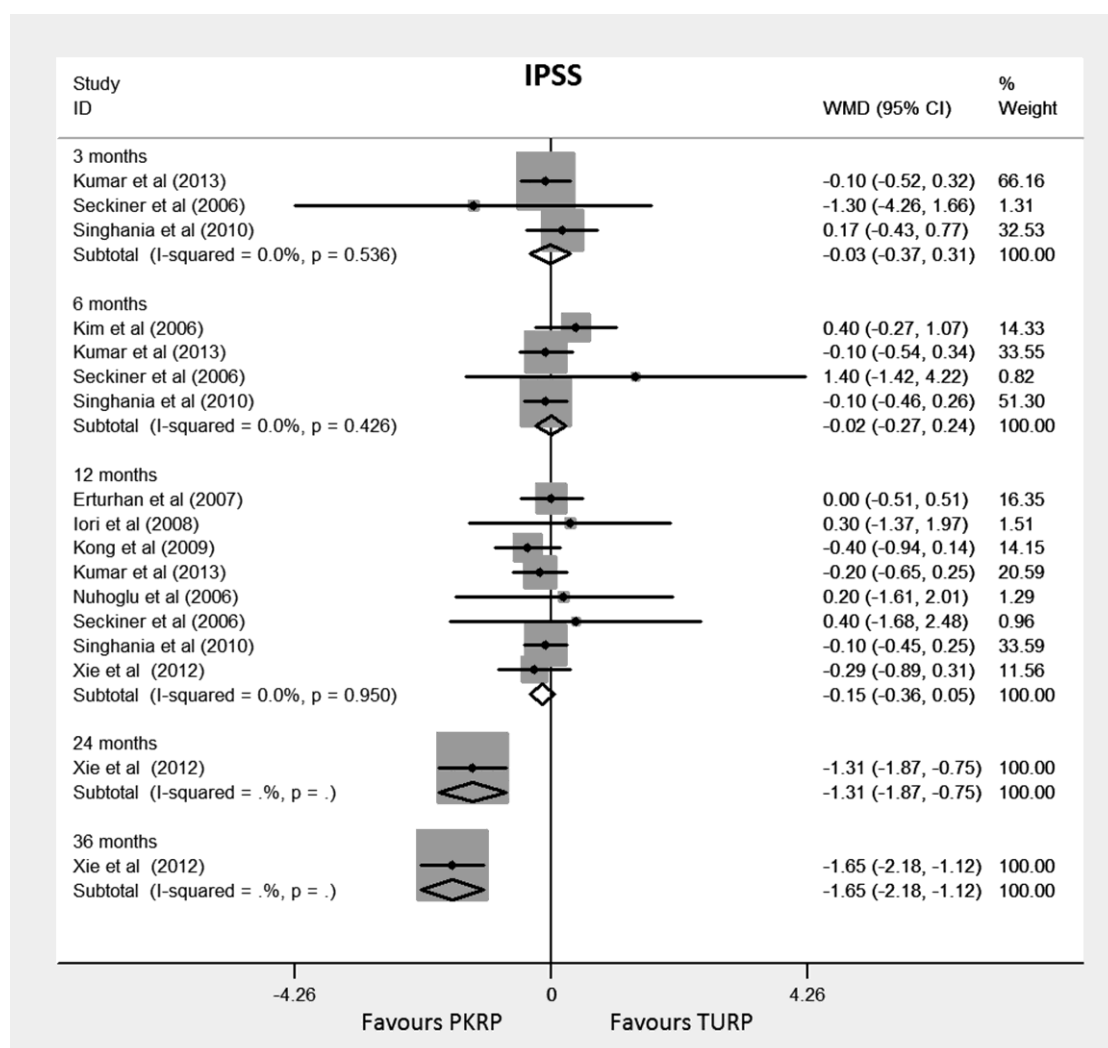 IPSS
Study
ID
%
WMD (95% CI) Weight
3 months
Kumar et al (2013) -0.10 (-0.52, 0.32) 66.16
Seckiner et al (2006) -1.30 (-4.26, 1.66) 1.31
Singhania et al (2010) 0.17 (-0.43, 0.77) 32.53
Subtotal (I-squared = 0.0%, p = 0.536) -0.03 (-0.37, 0.31) 100.00
6 months
Kim et al (2006) 0.40 (-0.27, 1.07) 14.33
Kumar et al (2013) -0.10 (-0.54, 0.34) 33.55
Seckiner et al (2006) 1.40 (-1.42, 4.22) 0.82
Singhania et al (2010) -0.10 (-0.46, 0.26) 51.30
Subtotal (I-squared = 0.0%, p = 0.426) -0.02 (-0.27, 0.24) 100.00
12 months
Erturhan et al (2007) 0.00 (-0.51, 0.51) 16.35
Iori et al (2008) 0.30 (-1.37, 1.97) 1.51
Kong et al (2009) -0.40 (-0.94, 0.14) 14.15
Kumar et al (2013) -0.20 (-0.65, 0.25) 20.59
Nuhoglu et al (2006) 0.20 (-1.61, 2.01) 1.29
Seckiner et al (2006) 0.40 (-1.68, 2.48) 0.96
Singhania et al (2010) -0.10 (-0.45, 0.25) 33.59
Xie et al (2012) -0.29 (-0.89, 0.31) 11.56
Subtotal (I-squared = 0.0%, p = 0.950) -0.15 (-0.36, 0.05) 100.00
24 months
Xie et al (2012) -1.31 (-1.87, -0.75) 100.00
Subtotal (I-squared = .%, p = .) -1.31 (-1.87, -0.75) 100.00
36 months
Xie et al (2012) -1.65 (-2.18, -1.12) 100.00
Subtotal (I-squared = .%, p = .) -1.65 (-2.18, -1.12) 100.00
-4.26 0 4.26
Favours PKRP Favours TURP